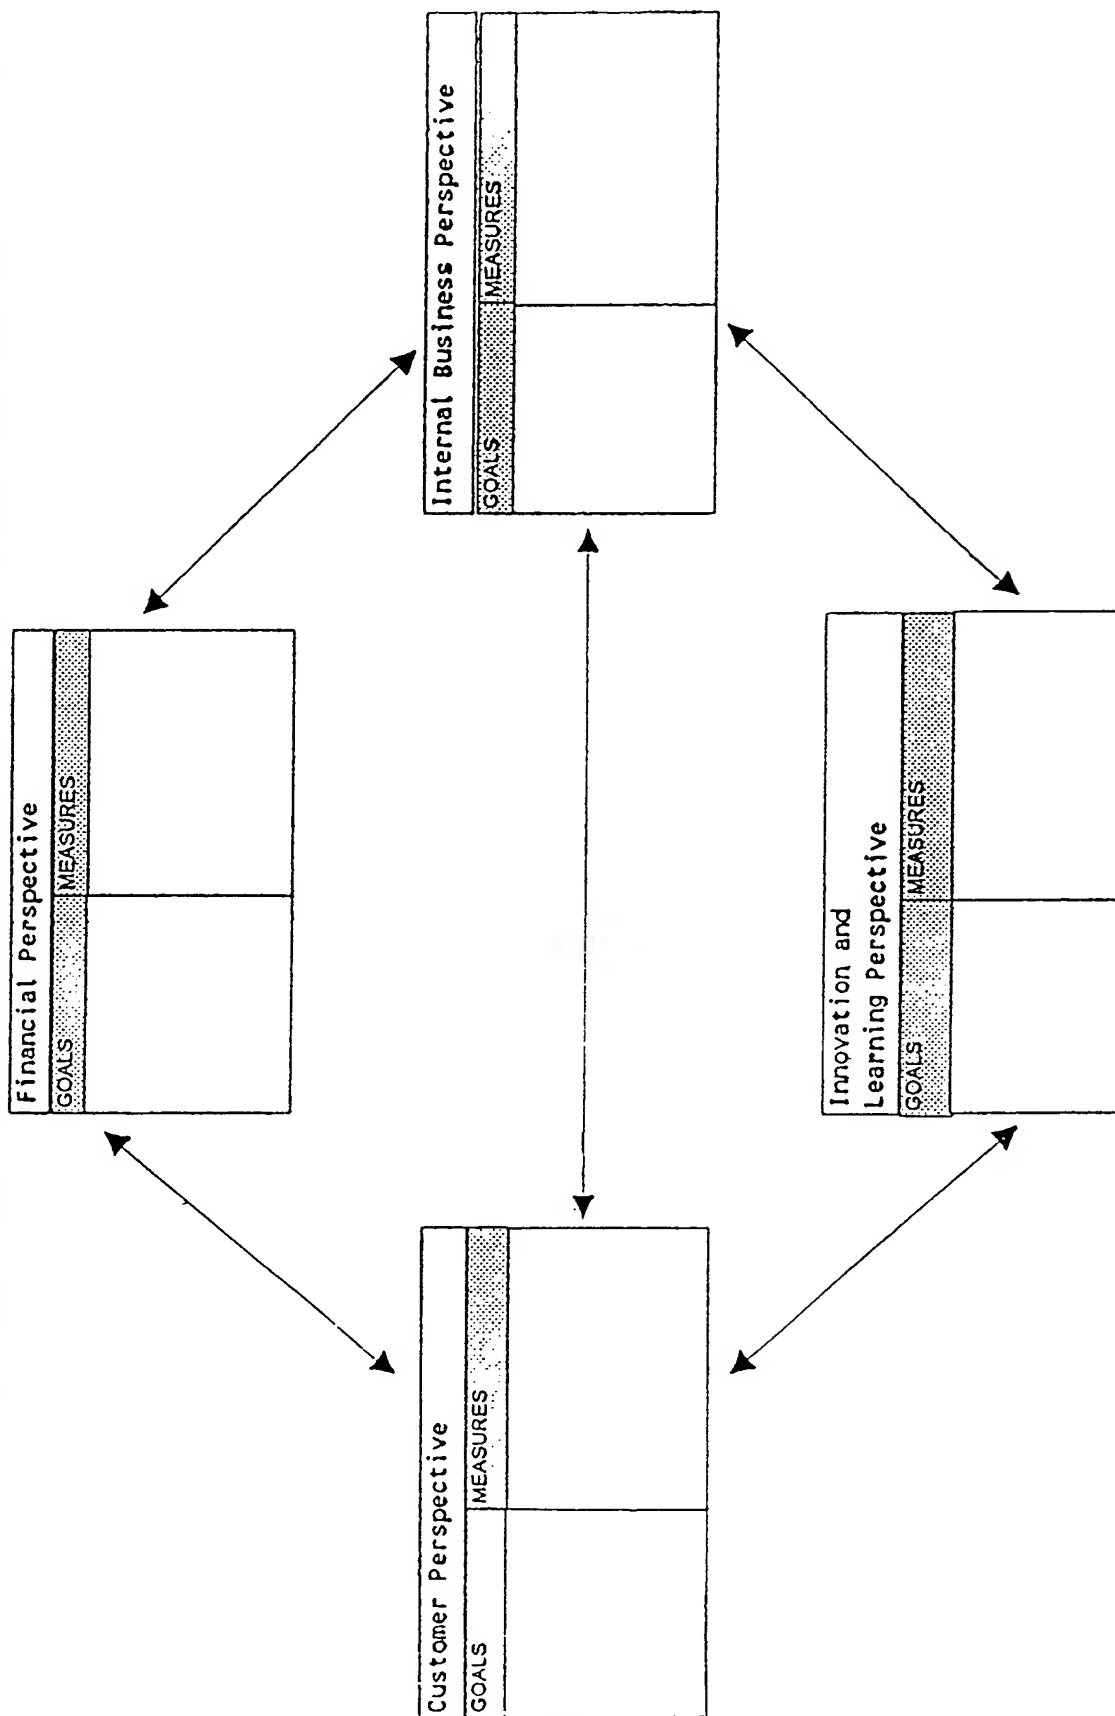 Financial Perspective
GOALS MEASURES
Customer Perspective
GOALS MEASURES
Internal Business Perspective
GOALS MEASURES
Innovation and
Learning Perspective
GOALS MEASURES